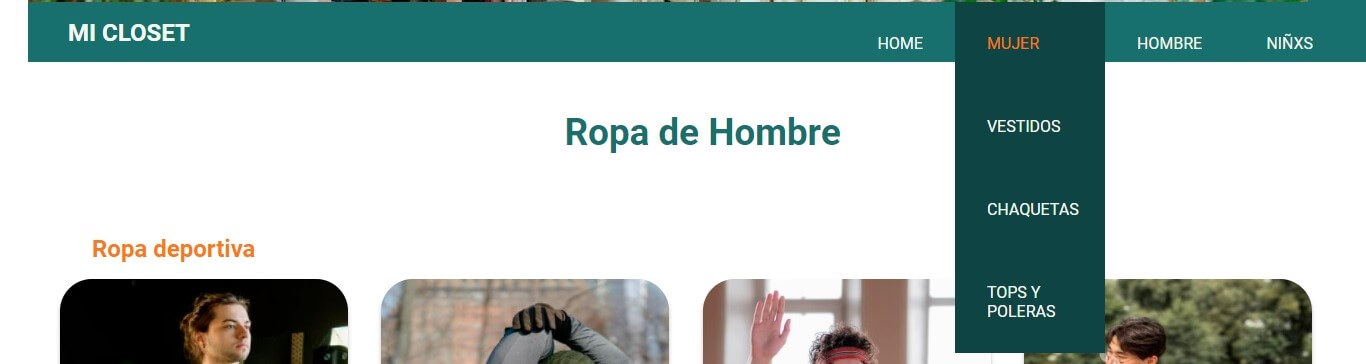 MI CLOSET
HOME
MUJER
HOMBRE
NIÑXS
VESTIDOS
CHAQUETAS
TOPS Y
POLERAS
Ropa de Hombre
Ropa deportiva